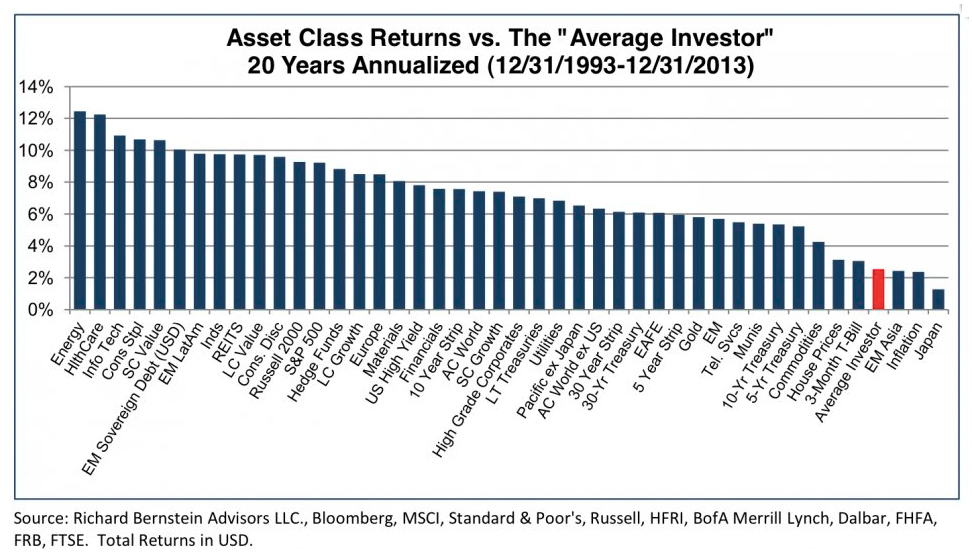 Asset Class Returns vs. The "Average Investor"
20 Years Annualized (12/31/1993-12/31/2013)
14%
12%
10%
8%
6%
4%
2%
0%
Energy
HlthCare
Info Tech
Cons Stpl
SC Value
EM Sovereign Debt (USD)
EM LatAm
Inds
REITS
LC Value
Cons. Disc
Russell 2000
S&P 500
Hedge Funds
LC Growth
Europe
Materials
US High Yield
Financials
10 Year Strip
AC World
SC Growth
High Grade Corporates
LT Treasuries
Utilities
Pacific ex Japan
AC World ex US
30 Year Strip
30-Yr Treasury
EAFE
5 Year Strip
Gold
EM
Tel. Svcs
Munis
10-Yr Treasury
5-Yr Treasury
Commodities
House Prices
3-Month T-Bill
Average Investor
EM Asia
Inflation
Japan
Source: Richard Bernstein Advisors LLC., Bloomberg, MSCI, Standard & Poor's, Russell, HFRI, BofA Merrill Lynch, Dalbar, FHFA,
FRB, FTSE.  Total Returns in USD.